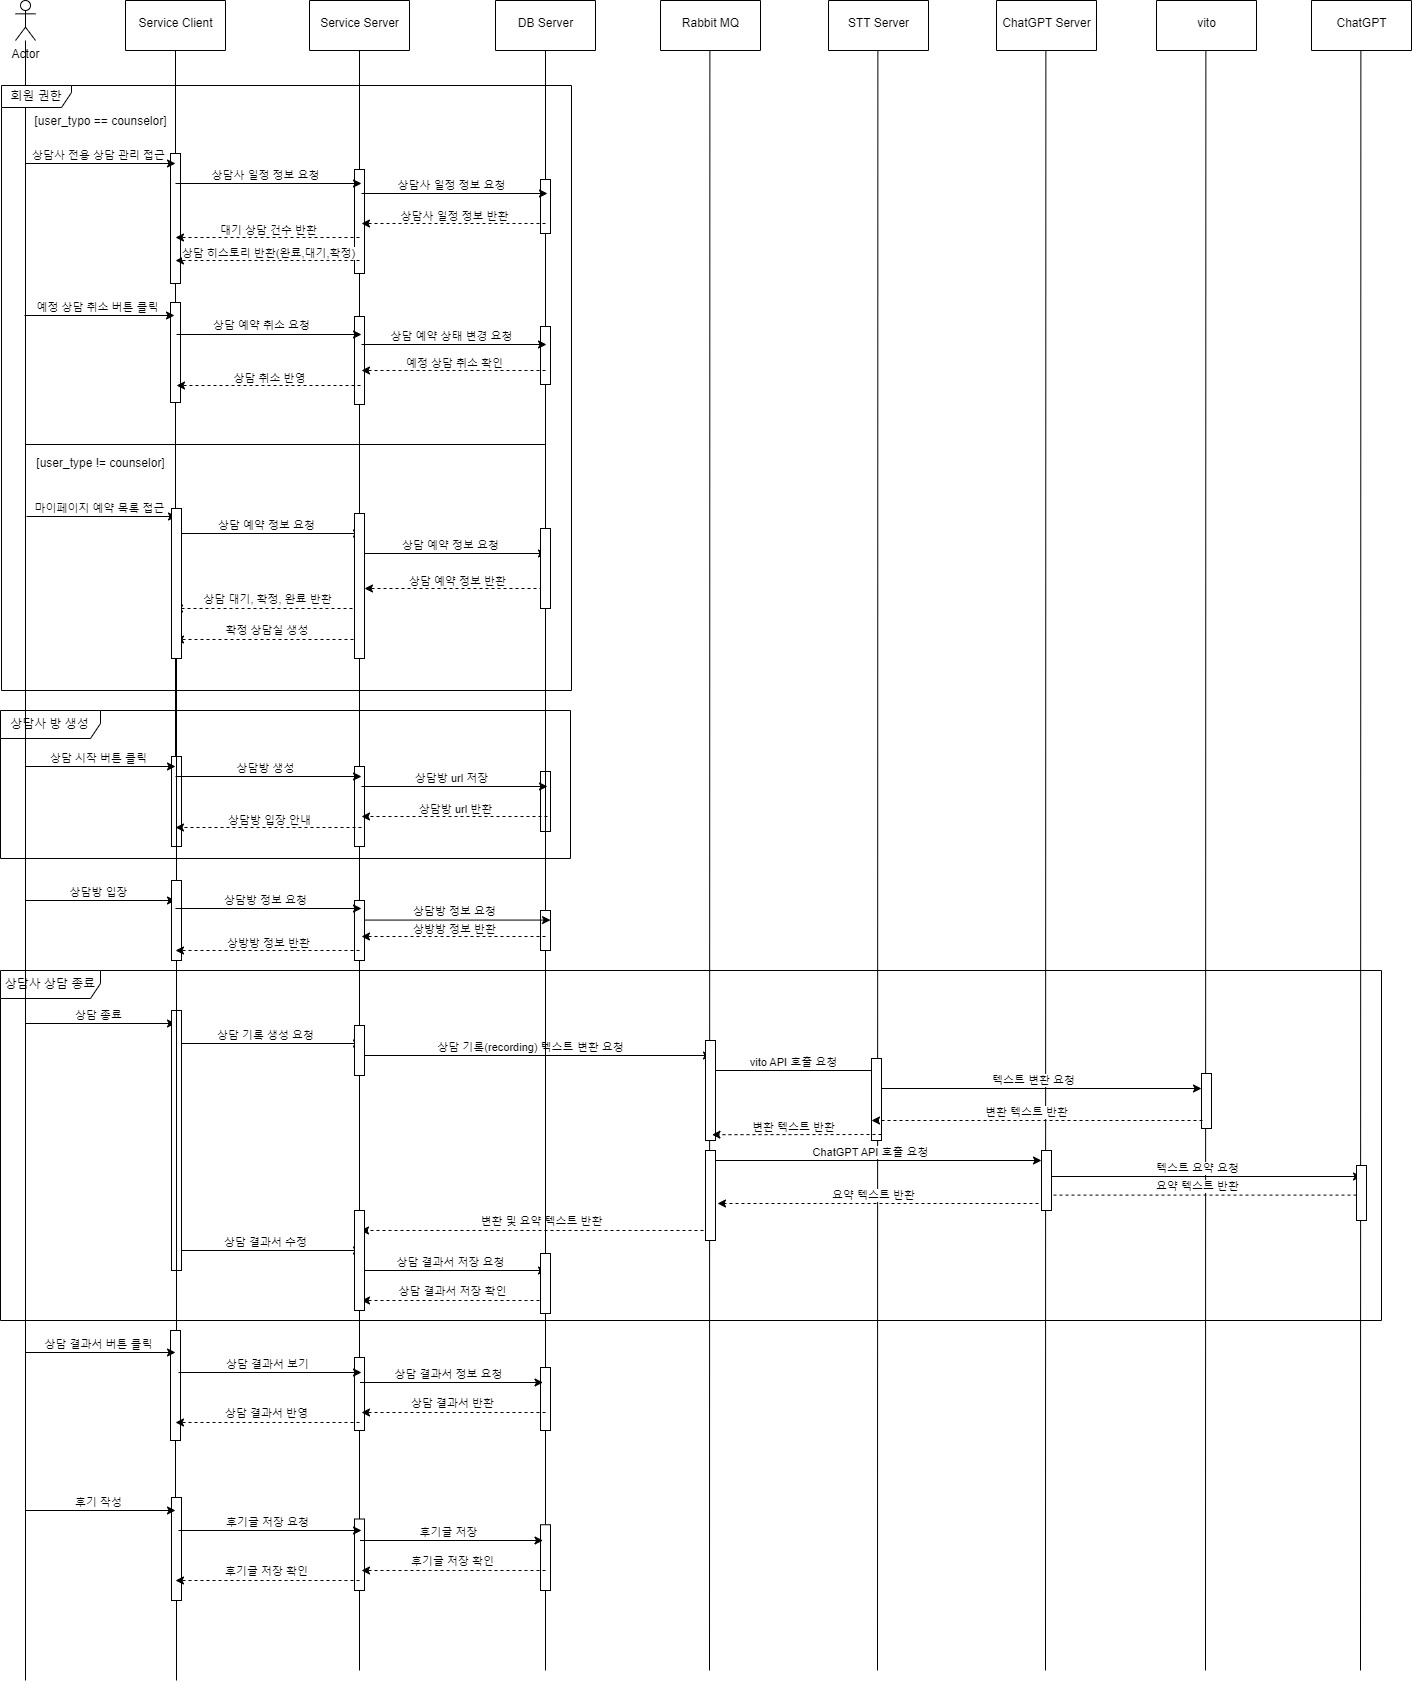 Actor
Service Client
Service Server
DB Server
Rabbit MQ
STT Server
ChatGPT Server
vito
ChatGPT
회원 권한
[user_typo == counselor]
상담사 전용 상담 관리 접근
상담사 일정 정보 요청
상담사 일정 정보 요청
상담사 일정 정보 반환
대기 상담 건수 반환
상담 히스토리 반환(완료,대기,확정)
예정 상담 취소 버튼 클릭
상담 예약 취소 요청
상담 예약 상태 변경 요청
예정 상담 취소 확인
상담 취소 반영
[user_type != counselor]
마이페이지 예약 목록 접근
상담 예약 정보 요청
상담 예약 정보 요청
상담 예약 정보 반환
상담 대기, 확정, 완료 반환
확정 상담실 생성
상담사 방 생성
상담 시작 버튼 클릭
상담방 생성
상담방 url 저장
상담방 url 반환
상담방 입장 안내
상담방 입장
상담방 정보 요청
상담방 정보 요청
상방방 정보 반환
상방방 정보 반환
상담사 상담 종료
상담 종료
상담 기록 생성 요청
상담 기록(recording) 텍스트 변환 요청
vito API 호출 요청
텍스트 변환 요청
변환 텍스트 반환
변환 텍스트 반환
ChatGPT API 호출 요청
텍스트 요약 요청
요약 텍스트 반환
요약 텍스트 반환
변환 및 요약 텍스트 반환
상담 결과서 수정
상담 결과서 저장 요청
상담 결과서 저장 확인
상담 결과서 버튼 클릭
상담 결과서 보기
상담 결과서 정보 요청
상담 결과서 반환
상담 결과서 반영
후기 작성
후기글 저장 요청
후기글 저장
후기글 저장 확인
후기글 저장 확인